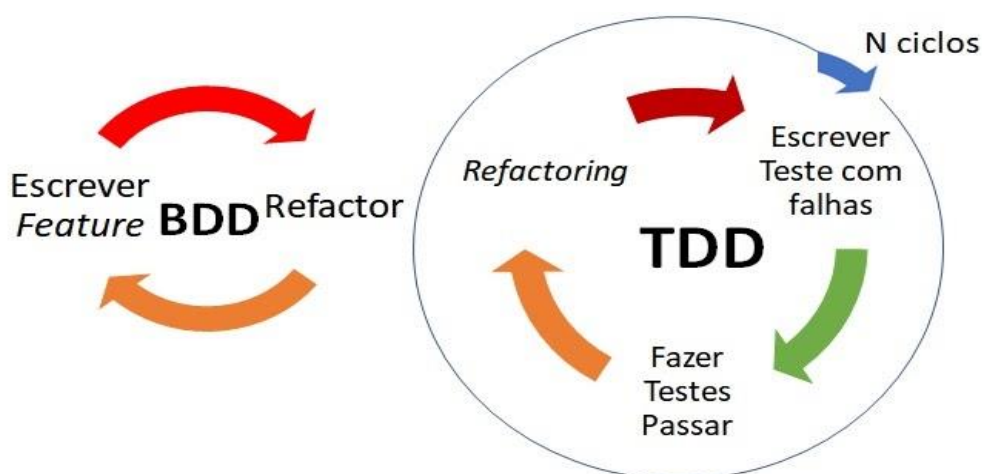 N ciclos
Escrever
Feature
BDD
Refactor
Refactoring
Escrever
Teste com
falhas
TDD
Fazer
Testes
Passar